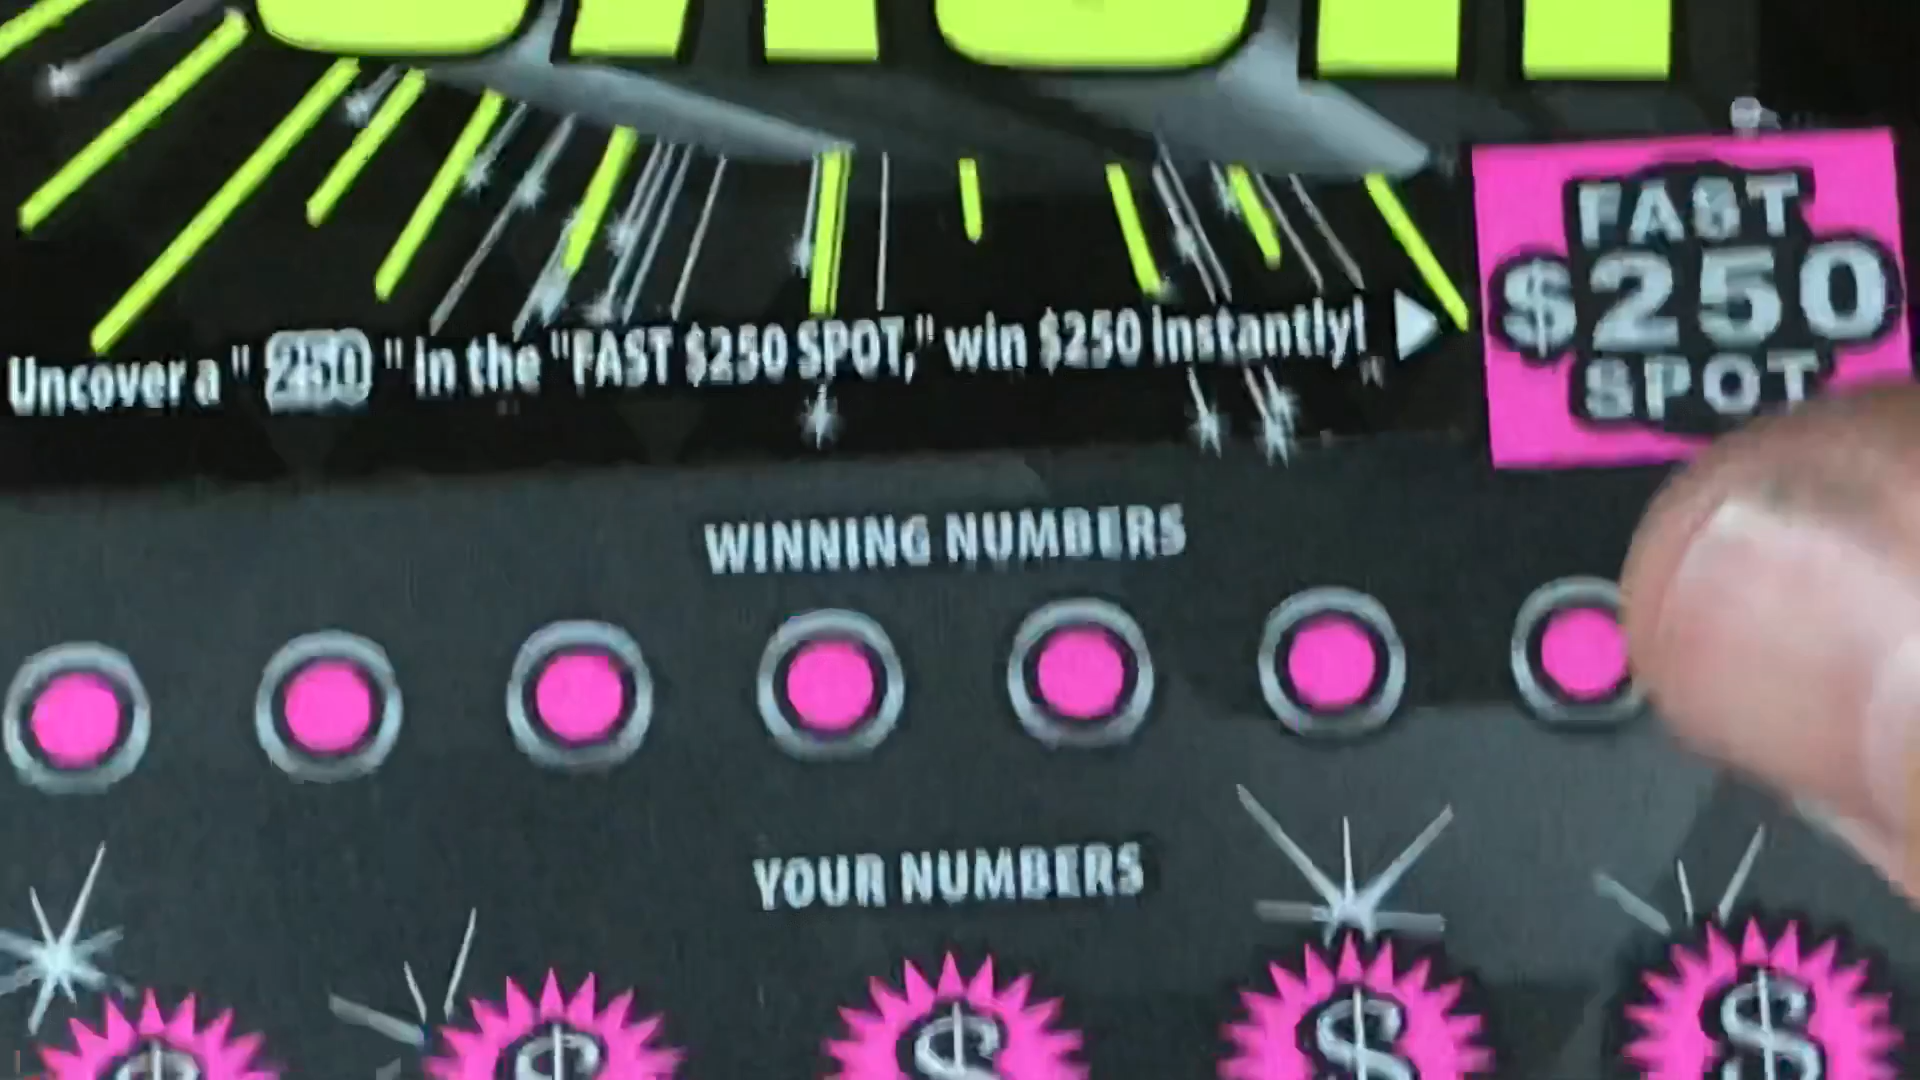 FAST
$250
SPOT
Uncover a " 250 " in the "FAST $250 SPOT," win $250 instantly!
WINNING NUMBERS
YOUR NUMBERS
$ $ $ $ $